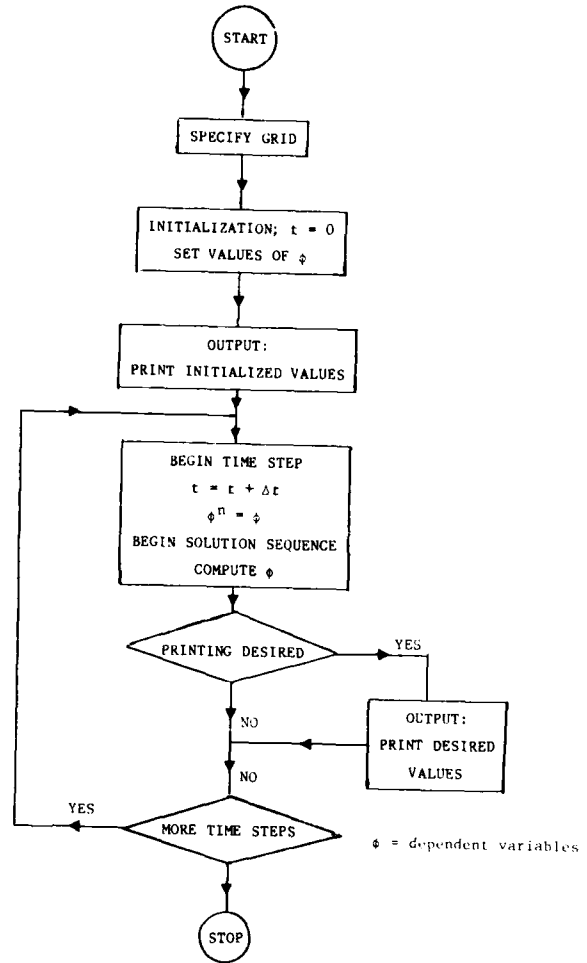 START
SPECIFY GRID
INITIALIZATION; t = 0
SET VALUES OF ϕ
OUTPUT:
PRINT INITIALIZED VALUES
BEGIN TIME STEP
t = t + Δt
ϕⁿ = ϕ
BEGIN SOLUTION SEQUENCE
COMPUTE ϕ
PRINTING DESIRED
YES
NO
OUTPUT:
PRINT DESIRED
VALUES
NO
YES
MORE TIME STEPS
ϕ = dependent variables
STOP